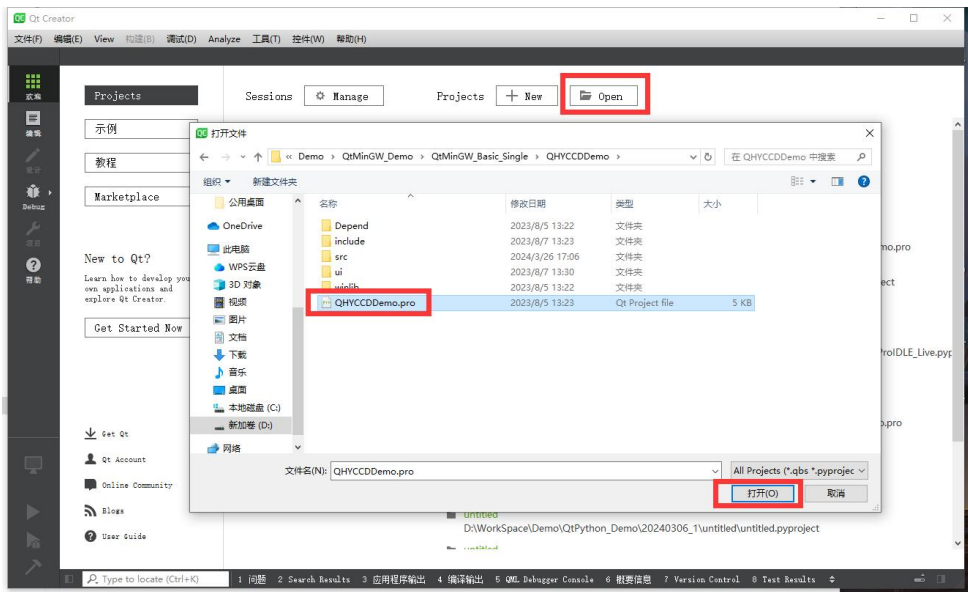 Qt Creator
文件(F) 编辑(E) View 构建(B) 调试(D) Analyze 工具(T) 控件(W) 帮助(H)
欢迎
编辑
设计
Debug
项目
帮助
Projects
Sessions
Manage
Projects
New
Open
示例
教程
Marketplace
New to Qt?
Learn how to develop you
own applications and
explore Qt Creator.
Get Started Now
Get Qt
Qt Account
Online Community
Blogs
User Guide
打开文件
« Demo › QtMinGW_Demo › QtMinGW_Basic_Single › QHYCCDDemo ›
在 QHYCCDDemo 中搜索
组织 新建文件夹
公用桌面
OneDrive
此电脑
WPS云盘
3D 对象
视频
图片
文档
下载
音乐
桌面
本地磁盘 (C:)
新加卷 (D:)
网络
名称 修改日期 类型 大小
Depend 2023/8/5 13:22 文件夹
include 2023/8/7 13:23 文件夹
src 2024/3/26 17:06 文件夹
ui 2023/8/7 13:30 文件夹
winlib 2023/8/5 13:22 文件夹
QHYCCDDemo.pro 2023/8/5 13:23 Qt Project file 5 KB
文件名(N): QHYCCDDemo.pro
All Projects (*.qbs *.pyprojec
打开(O) 取消
mo.pro
ect
ProIDLE_Live.pyp
o.pro
untitled
D:\WorkSpace\Demo\QtPython_Demo\20240306_1\untitled\untitled.pyproject
untitled
Type to locate (Ctrl+K)
1 问题 2 Search Results 3 应用程序输出 4 编译输出 5 QML Debugger Console 6 概要信息 7 Version Control 8 Test Results